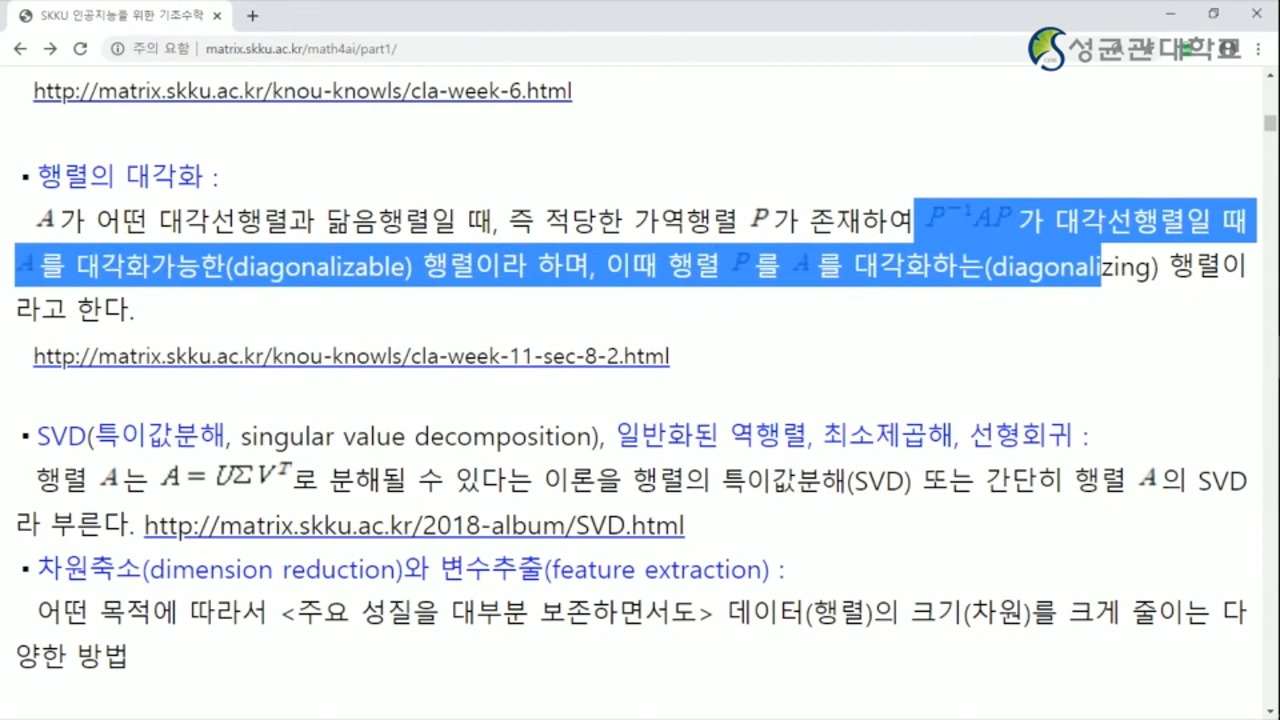 SKKU 인공지능을 위한 기초수학
주의 요함 | matrix.skku.ac.kr/math4ai/part1/
성균관대학교
http://matrix.skku.ac.kr/knou-knowls/cla-week-6.html
▪ 행렬의 대각화 :
A가 어떤 대각선행렬과 닮음행렬일 때, 즉 적당한 가역행렬 P가 존재하여 P⁻¹AP가 대각선행렬일 때
A를 대각화가능한(diagonalizable) 행렬이라 하며, 이때 행렬 P를 A를 대각화하는(diagonalizing) 행렬이
라고 한다.
http://matrix.skku.ac.kr/knou-knowls/cla-week-11-sec-8-2.html
▪ SVD(특이값분해, singular value decomposition), 일반화된 역행렬, 최소제곱해, 선형회귀 :
행렬 A는 A = UΣVᵀ로 분해될 수 있다는 이론을 행렬의 특이값분해(SVD) 또는 간단히 행렬 A의 SVD
라 부른다. http://matrix.skku.ac.kr/2018-album/SVD.html
▪ 차원축소(dimension reduction)와 변수추출(feature extraction) :
어떤 목적에 따라서 <주요 성질을 대부분 보존하면서도> 데이터(행렬)의 크기(차원)를 크게 줄이는 다
양한 방법